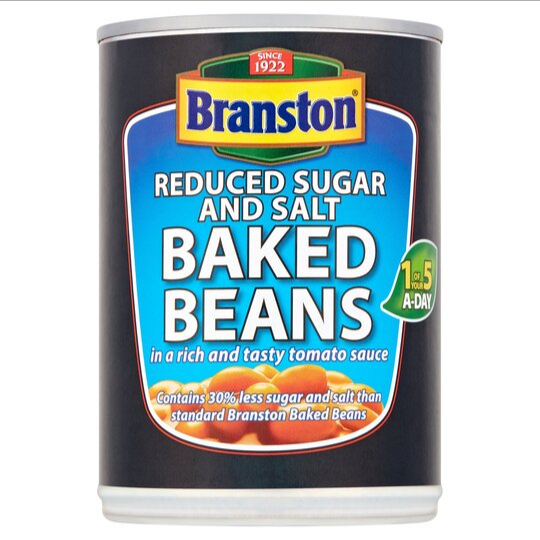 SINCE
1922
Branston®
REDUCED SUGAR
AND SALT
BAKED
BEANS
1 OF YOUR 5
A-DAY
in a rich and tasty tomato sauce
Contains 30% less sugar and salt than
standard Branston Baked Beans